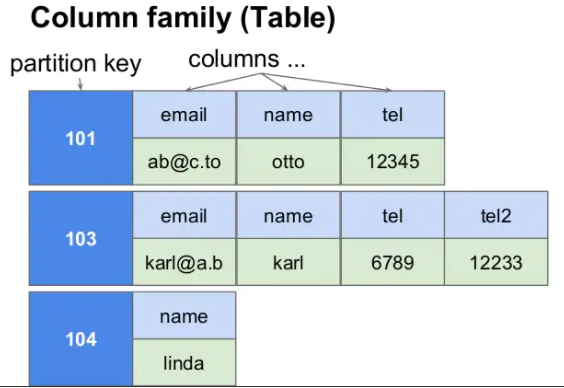 Column family (Table)
partition key columns ...
101 email name tel
ab@c.to otto 12345
103 email name tel tel2
karl@a.b karl 6789 12233
104 name
linda